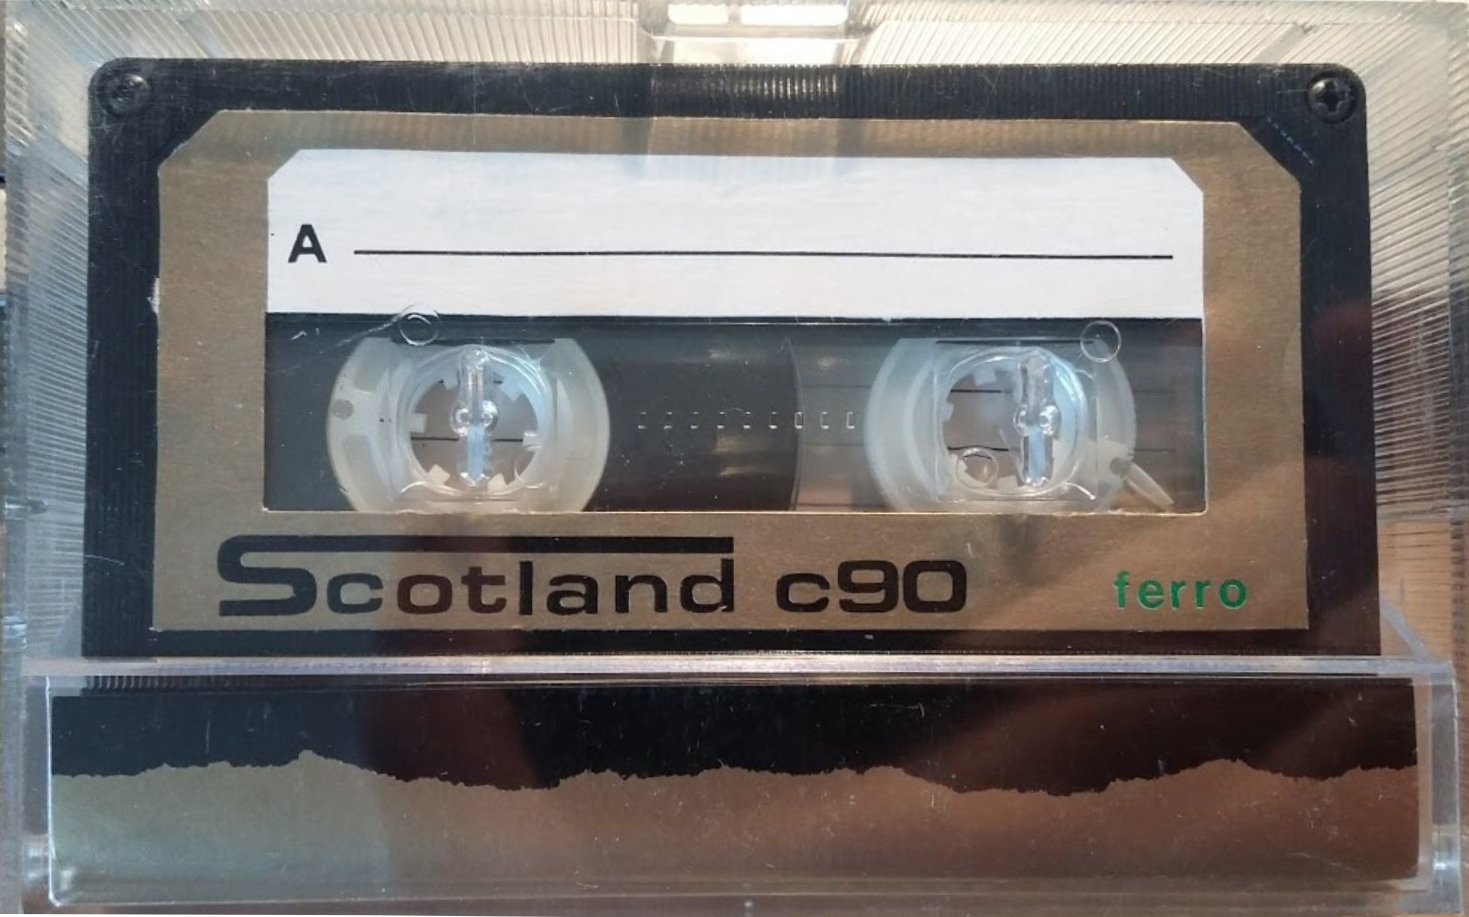 A
Scotland c90
ferro